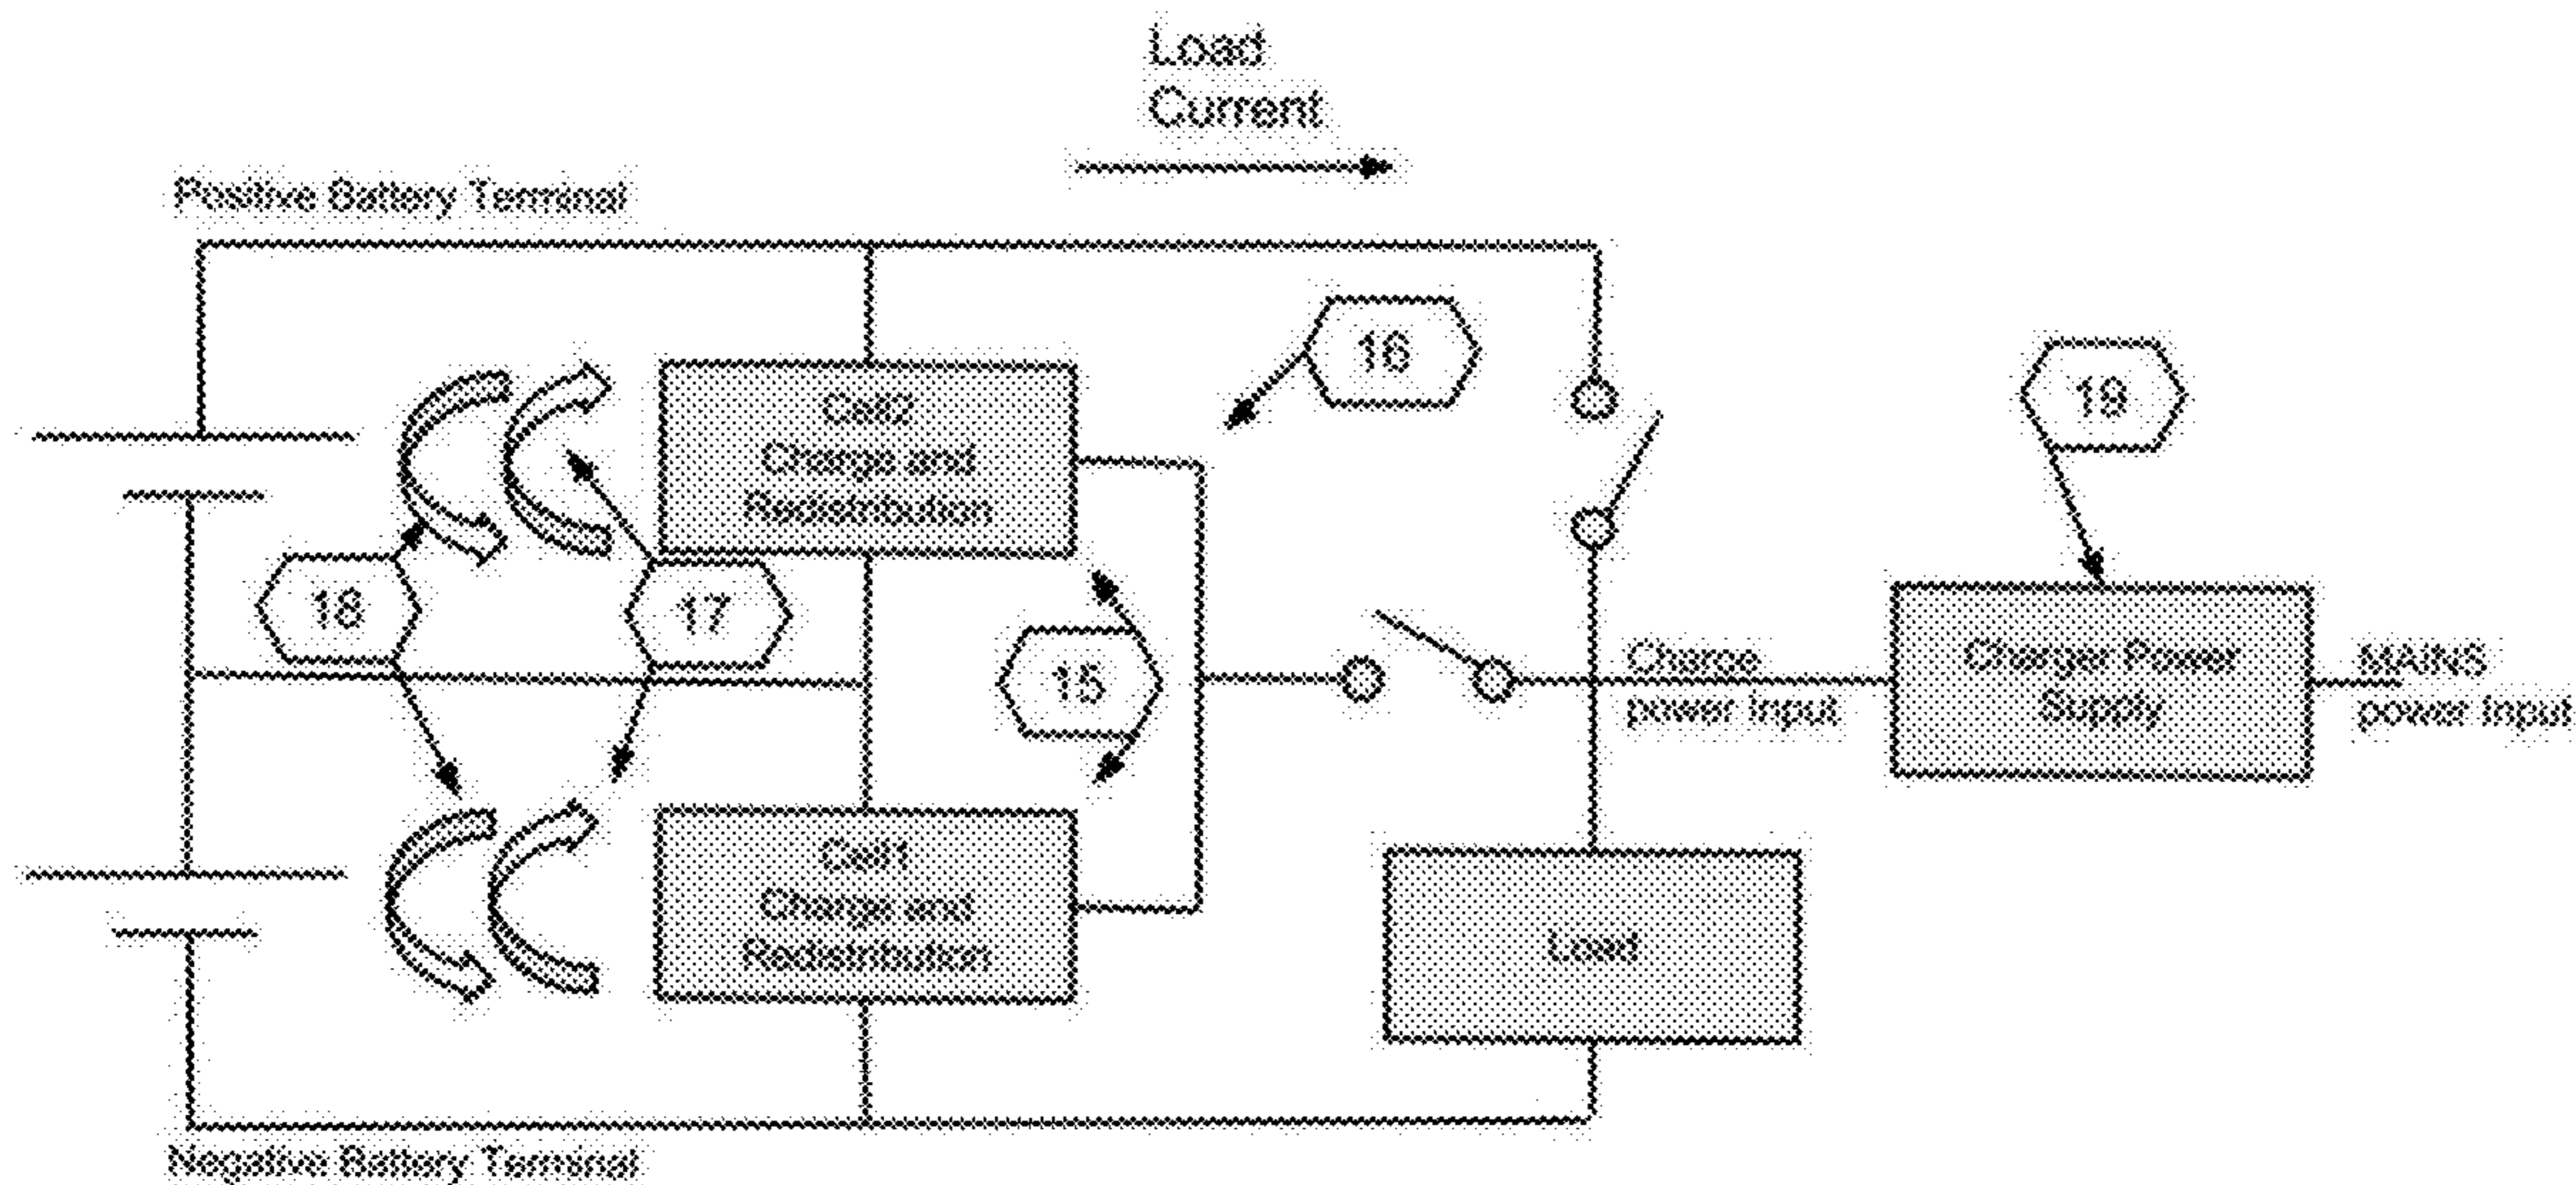 Load
Current
Positive Battery Terminal
16
19
Cell2
Charge and
Redistribution
18
17
15
Charge
power Input
Charger Power
Supply
MAINS
power Input
Cell1
Charge and
Redistribution
Load
Negative Battery Terminal